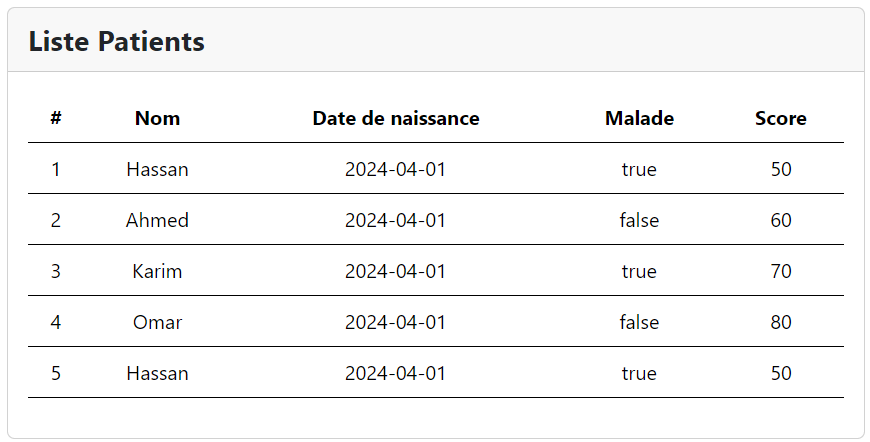 Liste Patients
# Nom Date de naissance Malade Score
1 Hassan 2024-04-01 true 50
2 Ahmed 2024-04-01 false 60
3 Karim 2024-04-01 true 70
4 Omar 2024-04-01 false 80
5 Hassan 2024-04-01 true 50